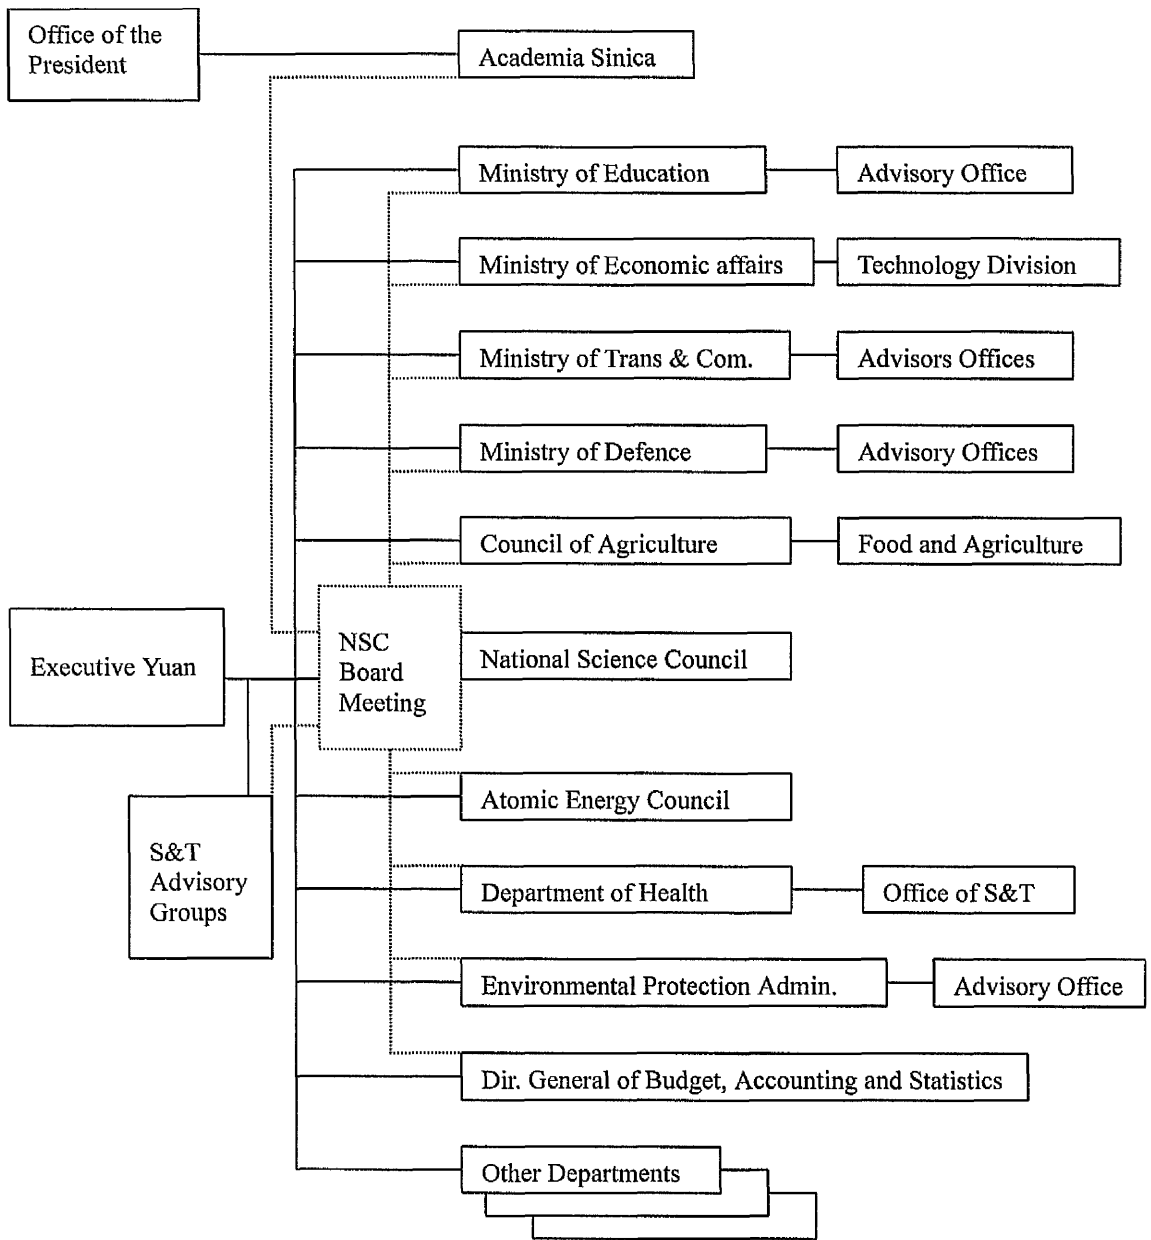 Office of the
President
Academia Sinica
Ministry of Education
Advisory Office
Ministry of Economic affairs
Technology Division
Ministry of Trans & Com.
Advisors Offices
Ministry of Defence
Advisory Offices
Council of Agriculture
Food and Agriculture
Executive Yuan
NSC
Board
Meeting
National Science Council
Atomic Energy Council
S&T
Advisory
Groups
Department of Health
Office of S&T
Environmental Protection Admin.
Advisory Office
Dir. General of Budget, Accounting and Statistics
Other Departments